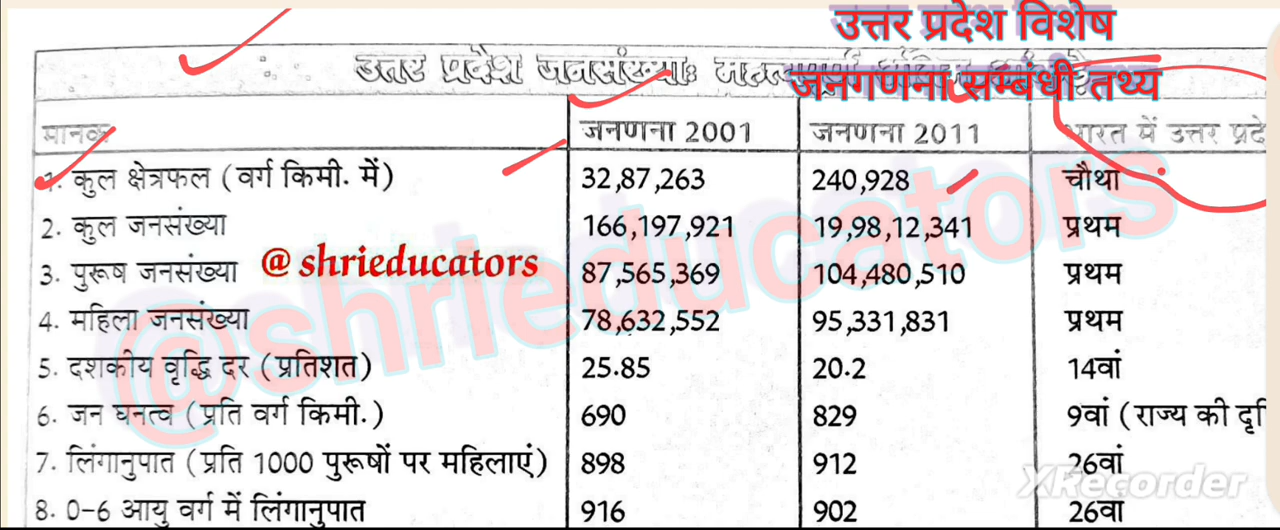 उत्तर प्रदेश विशेष
जनगणना सम्बंधी तथ्य
उत्तर प्रदेश जनसंख्याः महत्वपूर्ण
मानक जनणना 2001 जनणना 2011 भारत में उत्तर प्रदे
1. कुल क्षेत्रफल (वर्ग किमी. में) 32,87,263 240,928 चौथा
2. कुल जनसंख्या 166,197,921 19,98,12,341 प्रथम
3. पुरूष जनसंख्या 87,565,369 104,480,510 प्रथम
@ shrieducators
4. महिला जनसंख्या 78,632,552 95,331,831 प्रथम
5. दशकीय वृद्धि दर (प्रतिशत) 25.85 20.2 14वां
6. जन घनत्व (प्रति वर्ग किमी.) 690 829 9वां (राज्य की दृ
7. लिंगानुपात (प्रति 1000 पुरूषों पर महिलाएं) 898 912 26वां
8. 0-6 आयु वर्ग में लिंगानुपात 916 902 26वा
@shrieducators
XRecorder